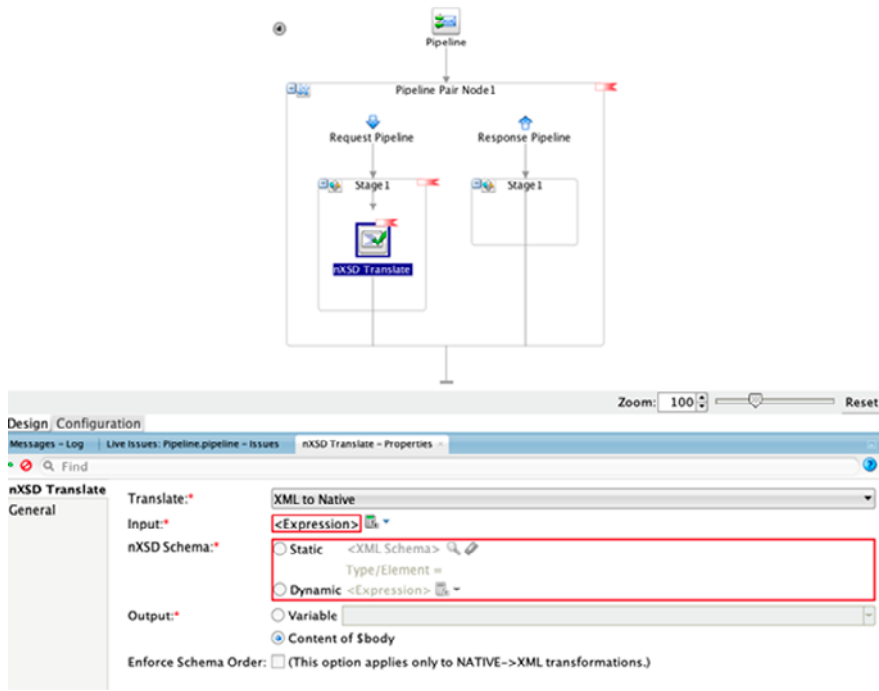 Pipeline
Pipeline Pair Node1
Request Pipeline
Response Pipeline
Stage1
Stage1
nXSD Translate
Zoom: 100 Reset
Design Configuration
Messages - Log Live Issues: Pipeline.pipeline - Issues nXSD Translate - Properties
Find
nXSD Translate
General
Translate:* XML to Native
Input:* <Expression>
nXSD Schema:* Static <XML Schema>
Type/Element =
Dynamic <Expression>
Output:* Variable
Content of $body
Enforce Schema Order: (This option applies only to NATIVE->XML transformations.)